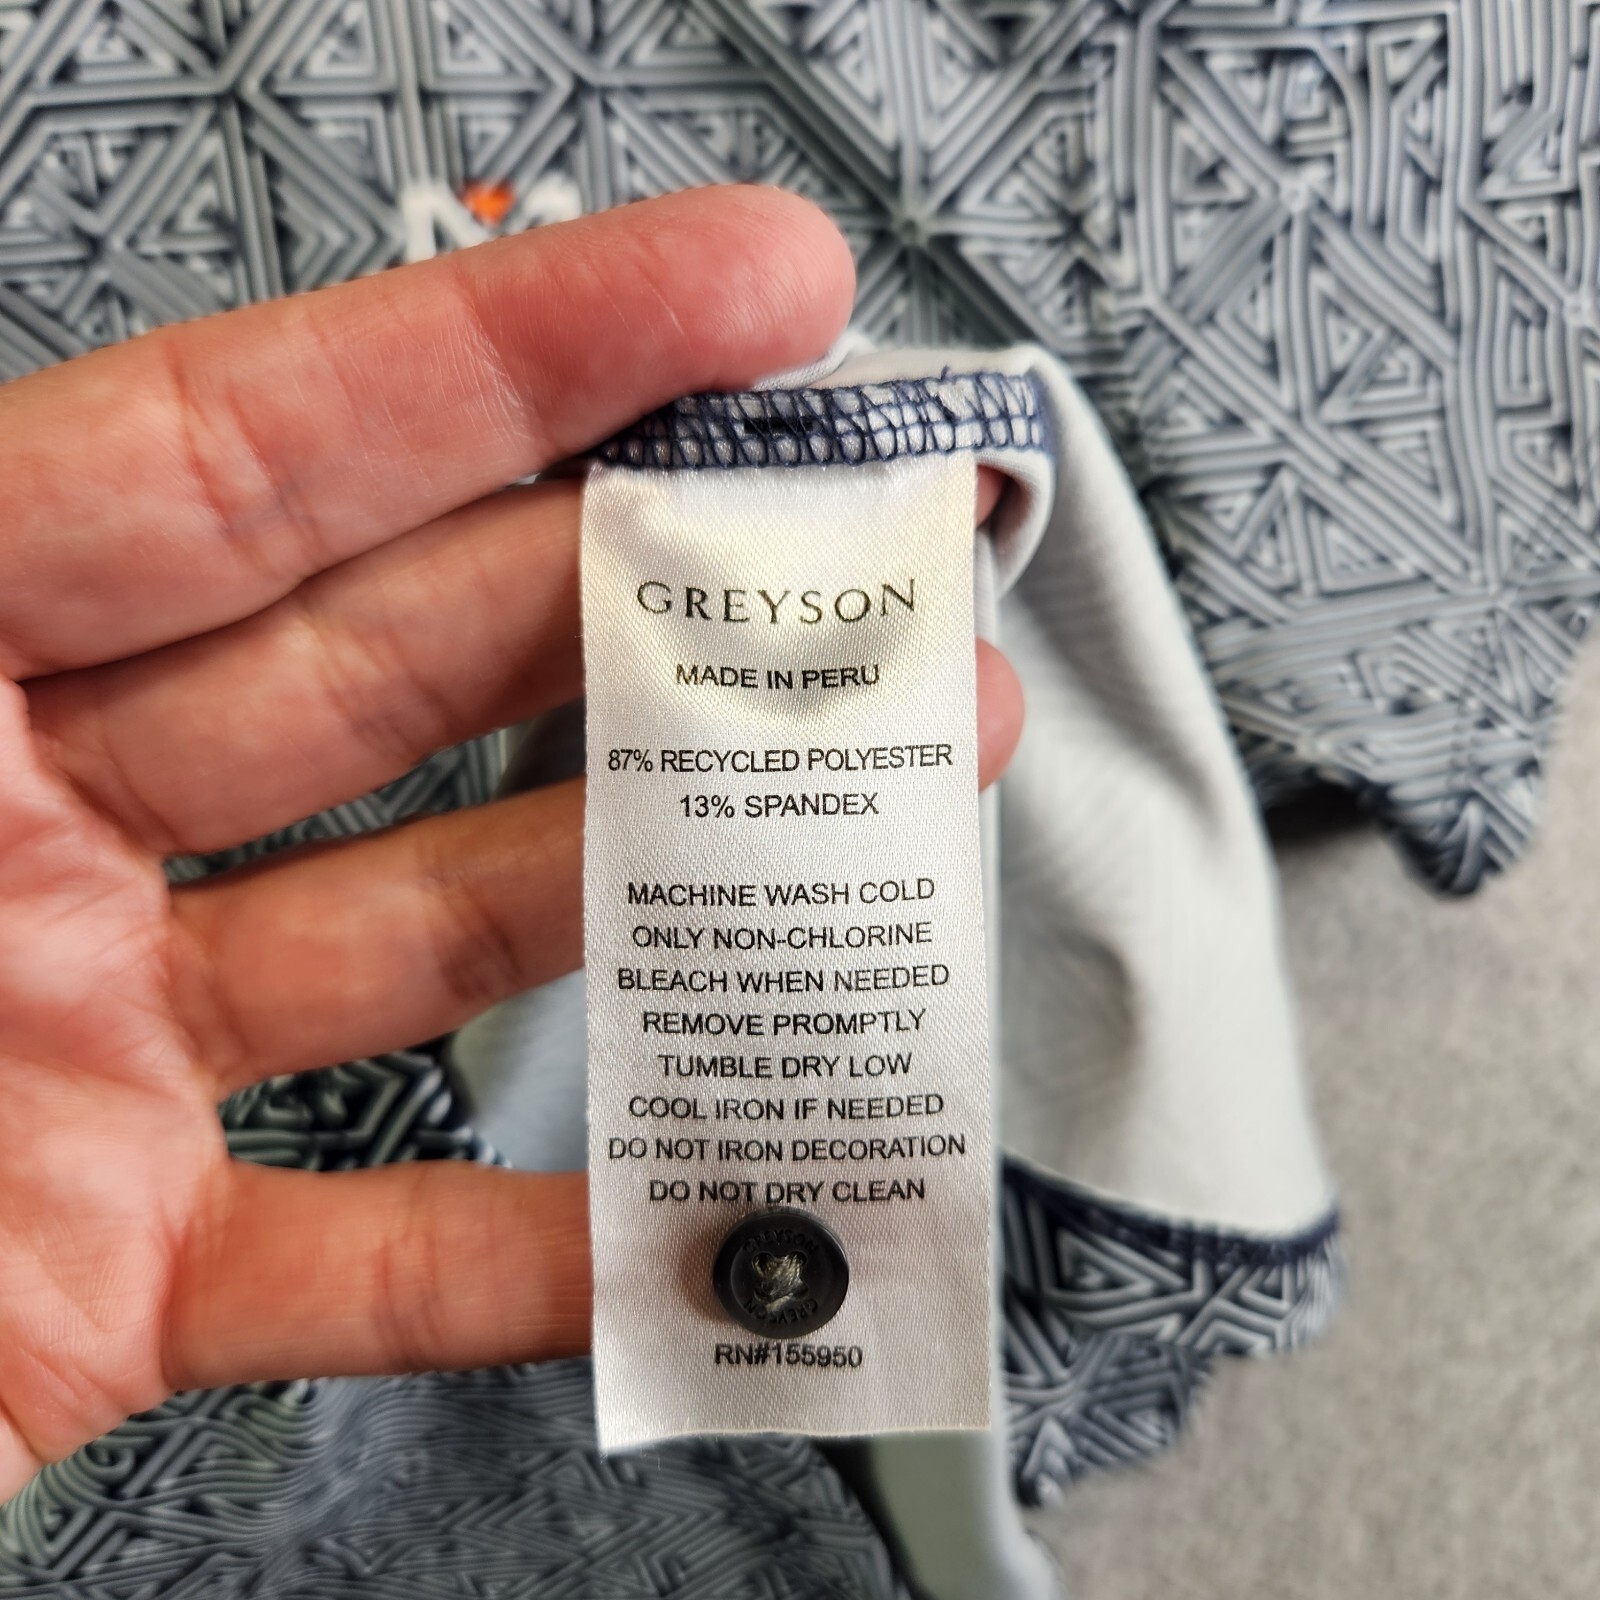 M
GREYSON
MADE IN PERU
87% RECYCLED POLYESTER
13% SPANDEX
MACHINE WASH COLD
ONLY NON-CHLORINE
BLEACH WHEN NEEDED
REMOVE PROMPTLY
TUMBLE DRY LOW
COOL IRON IF NEEDED
DO NOT IRON DECORATION
DO NOT DRY CLEAN
GREYSON
GREYSON
RN#155950